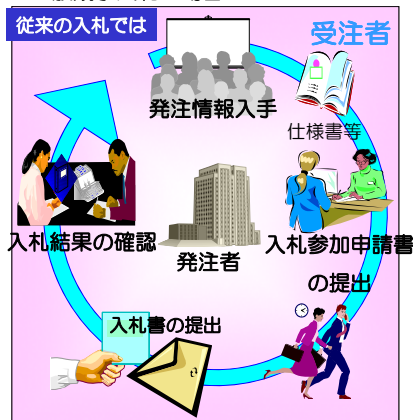 従来の入札では
受注者
発注情報入手
仕様書等
入札結果の確認
発注者
入札参加申請書
の提出
入札書の提出